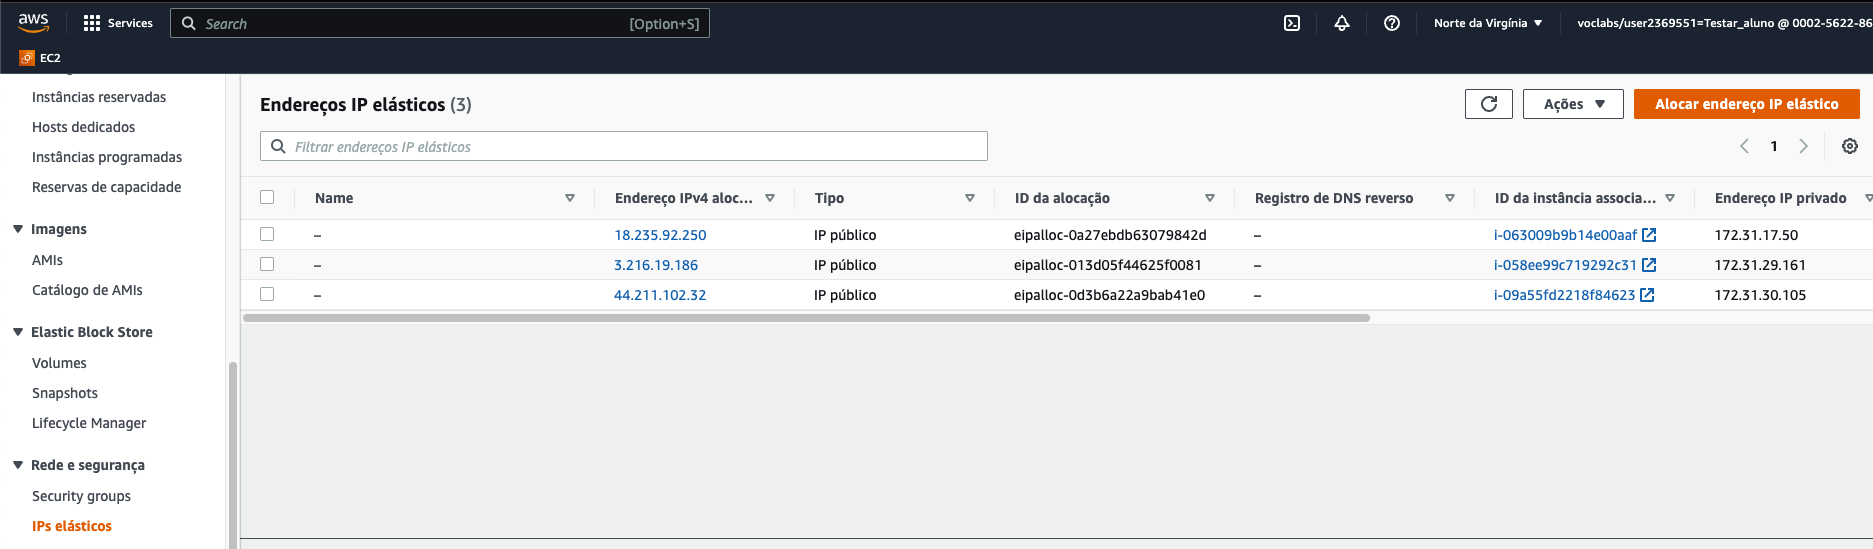 aws
Services
Search
[Option+S]
Norte da Virgínia
voclabs/user2369551=Testar_aluno @ 0002-5622-86
EC2
Instâncias reservadas
Hosts dedicados
Instâncias programadas
Reservas de capacidade
Imagens
AMIs
Catálogo de AMIs
Elastic Block Store
Volumes
Snapshots
Lifecycle Manager
Rede e segurança
Security groups
IPs elásticos
Endereços IP elásticos (3)
Ações
Alocar endereço IP elástico
Filtrar endereços IP elásticos
1
Name Endereço IPv4 aloc... Tipo ID da alocação Registro de DNS reverso ID da instância associa... Endereço IP privado
– 18.235.92.250 IP público eipalloc-0a27ebdb63079842d – i-063009b9b14e00aaf 172.31.17.50
– 3.216.19.186 IP público eipalloc-013d05f44625f0081 – i-058ee99c719292c31 172.31.29.161
– 44.211.102.32 IP público eipalloc-0d3b6a22a9bab41e0 – i-09a55fd2218f84623 172.31.30.105